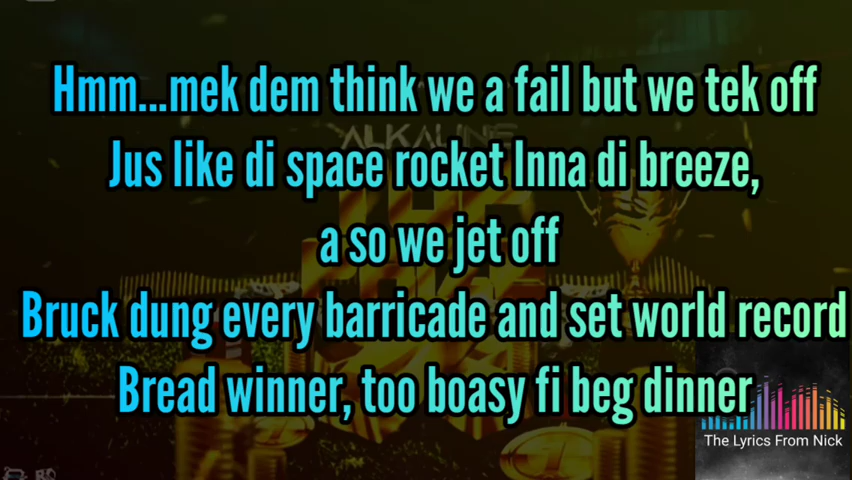 Hmm...mek dem think we a fail but we tek off
Jus like di space rocket Inna di breeze,
a so we jet off
Bruck dung every barricade and set world record
Bread winner, too boasy fi beg dinner
ALKALINE
The Lyrics From Nick